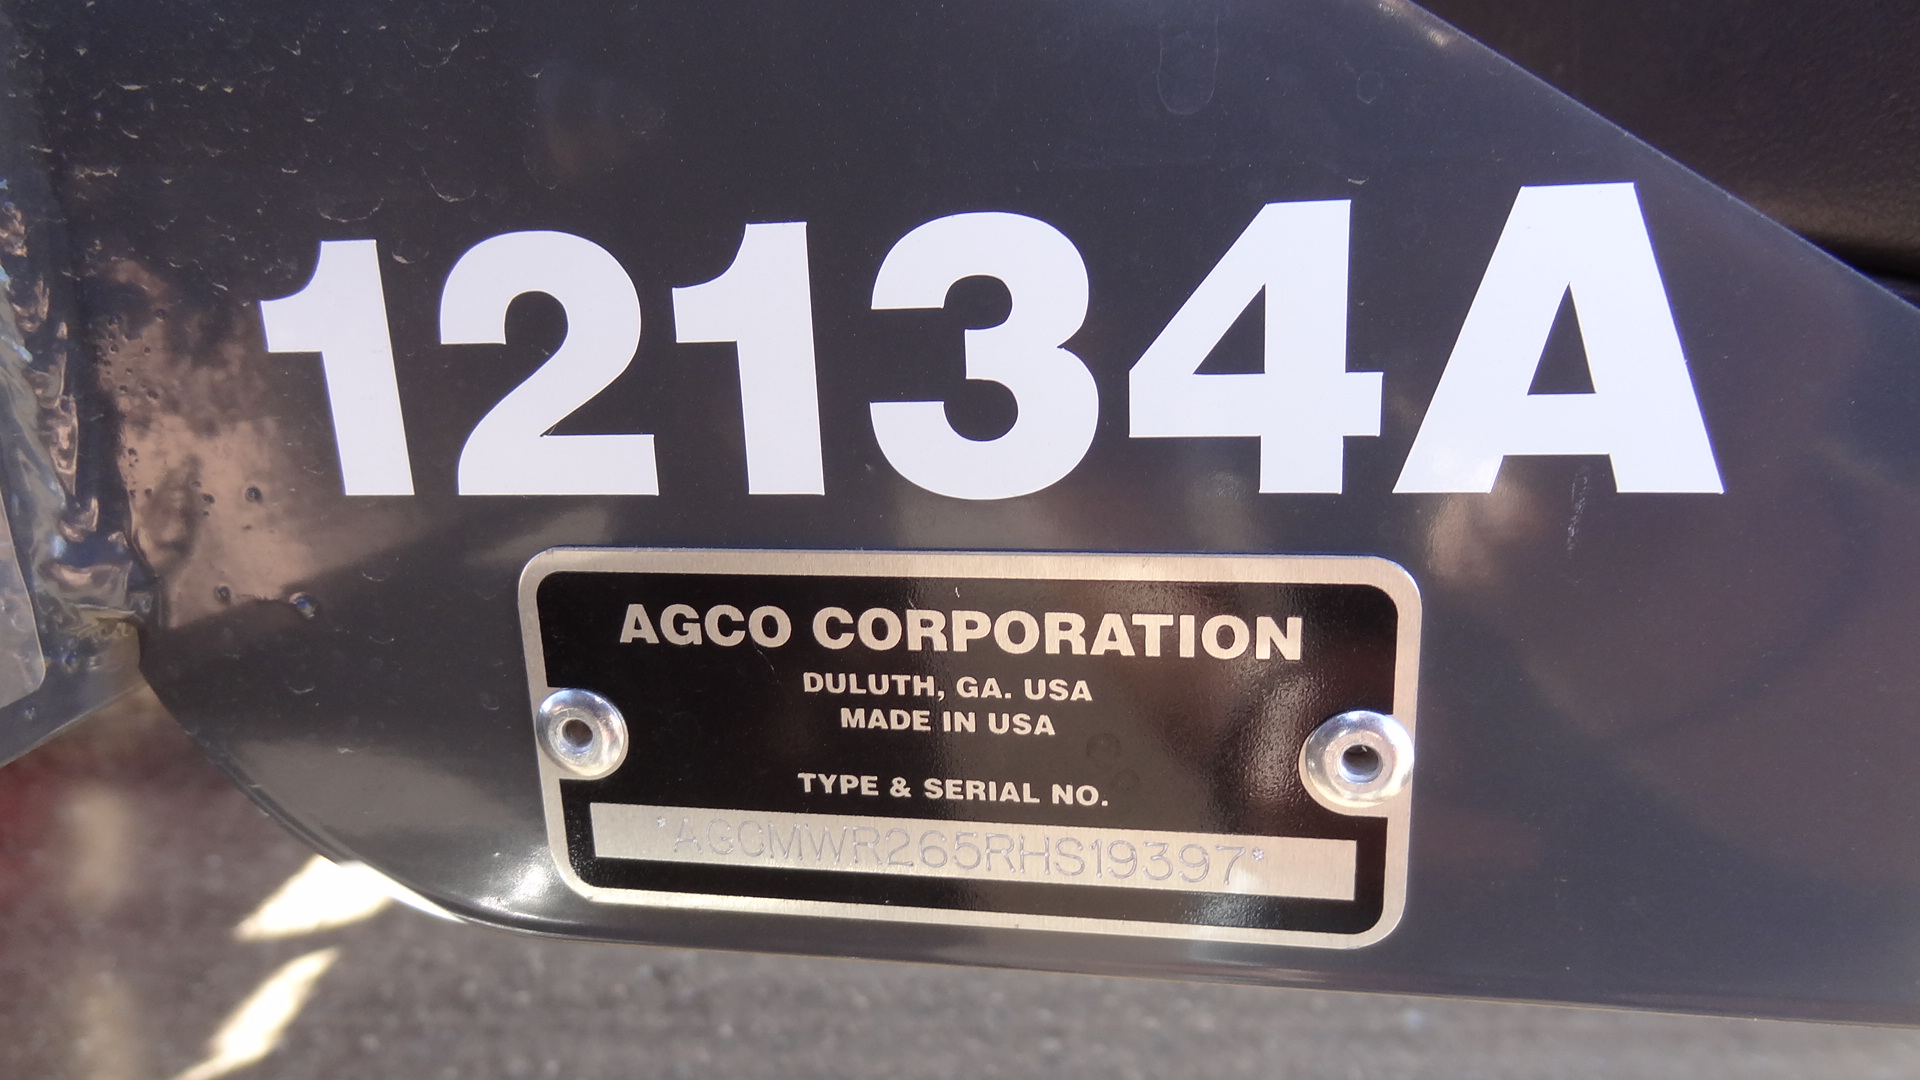 12134A
AGCO CORPORATION
DULUTH, GA. USA
MADE IN USA
TYPE & SERIAL NO.
*AGCMWR265RHS19397*